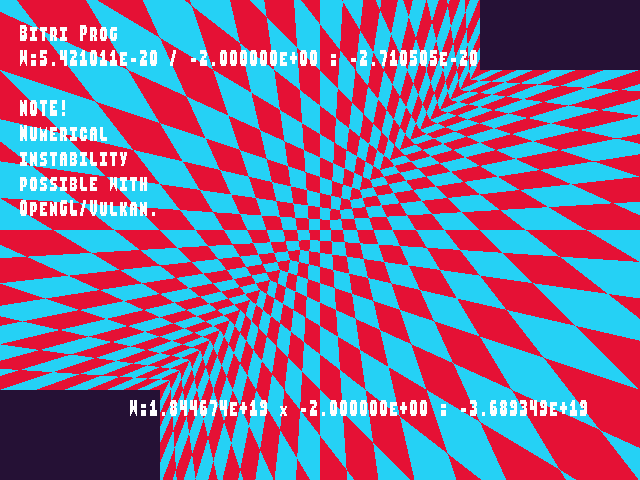 Bitri Prog
W:5.421011E-20 / -2.000000E+00 : -2.710505E-20
NOTE!
Numerical
instability
possible with
OpenGL/Vulkan.
W:1.844674E+19 x -2.000000E+00 : -3.689349E+19